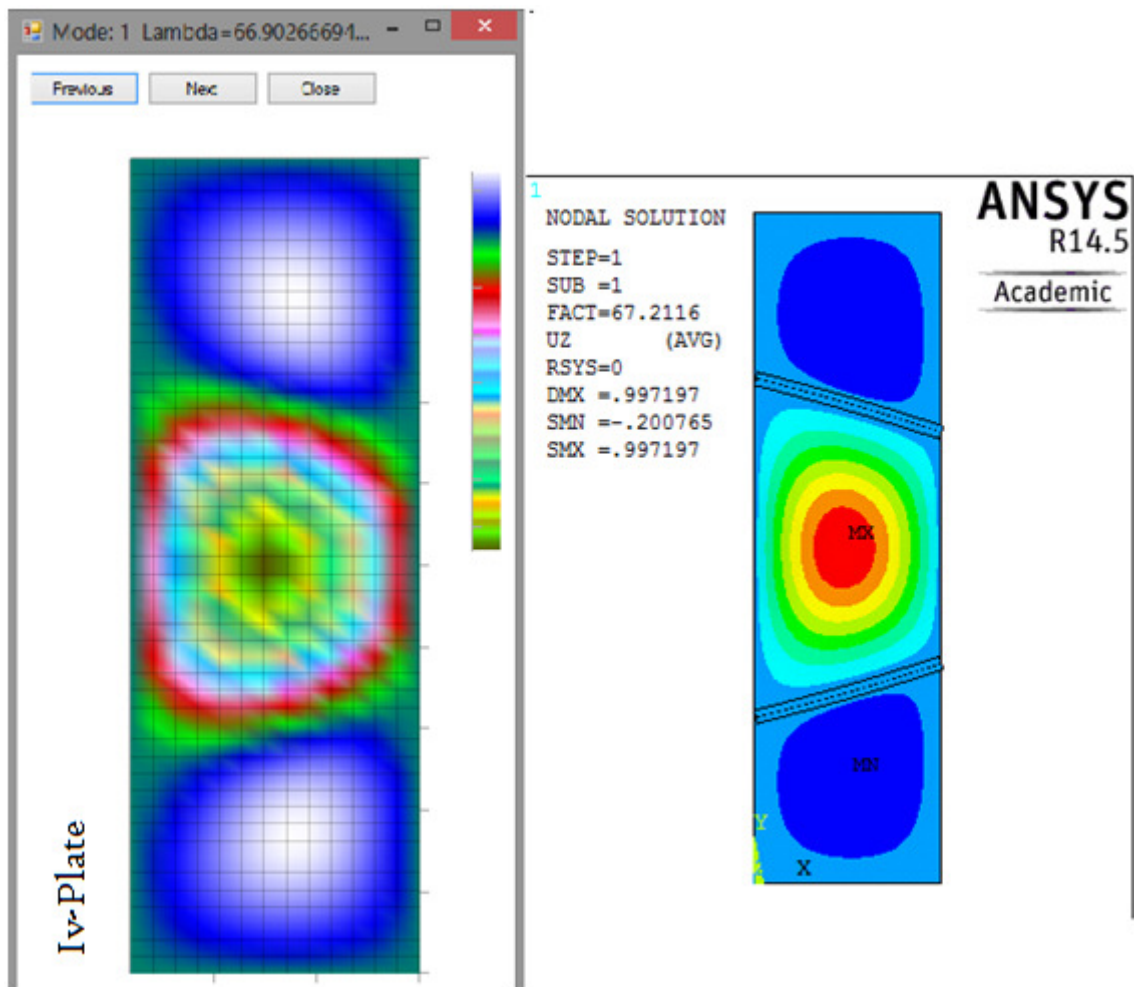 Mode: 1 Lambda=66.90266694...
Previous
Next
Close
Iv-Plate
1
NODAL SOLUTION
STEP=1
SUB =1
FACT=67.2116
UZ (AVG)
RSYS=0
DMX =.997197
SMN =-.200765
SMX =.997197
ANSYS
R14.5
Academic
MX
MN
Y
X